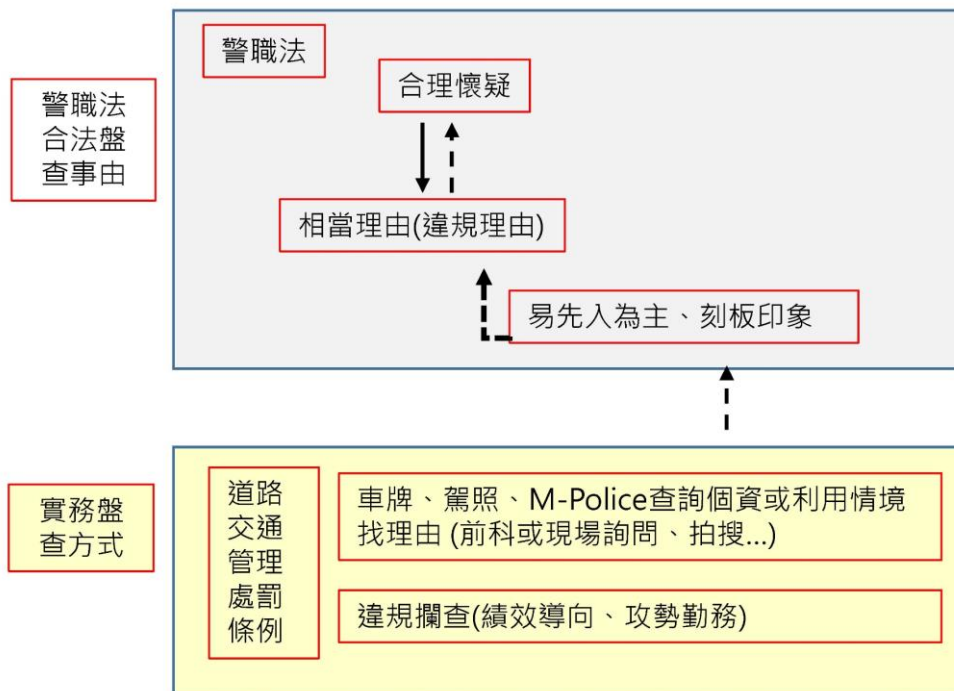 警職法
合理懷疑
警職法
合法盤
查事由
相當理由(違規理由)
易先入為主、刻板印象
實務盤
查方式
道路
交通
管理
處罰
條例
車牌、駕照、M-Police查詢個資或利用情境
找理由 (前科或現場詢問、拍搜...)
違規攔查(績效導向、攻勢勤務)